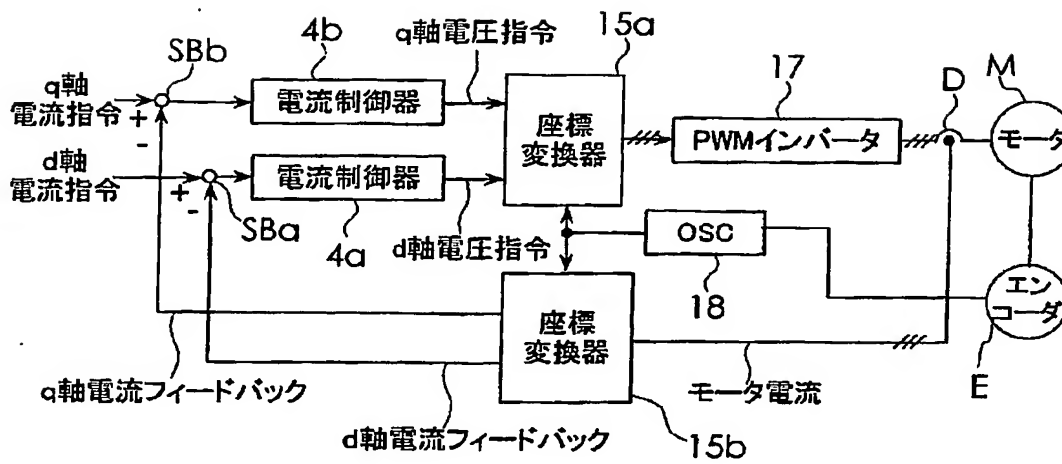 q軸
電流指令
+
-
SBb
4b
電流制御器
q軸電圧指令
15a
座標
変換器
17
PWMインバータ
D
M
モータ
d軸
電流指令
+
-
SBa
電流制御器
4a
d軸電圧指令
OSC
18
エン
コーダ
E
座標
変換器
15b
モータ電流
q軸電流フィードバック
d軸電流フィードバック